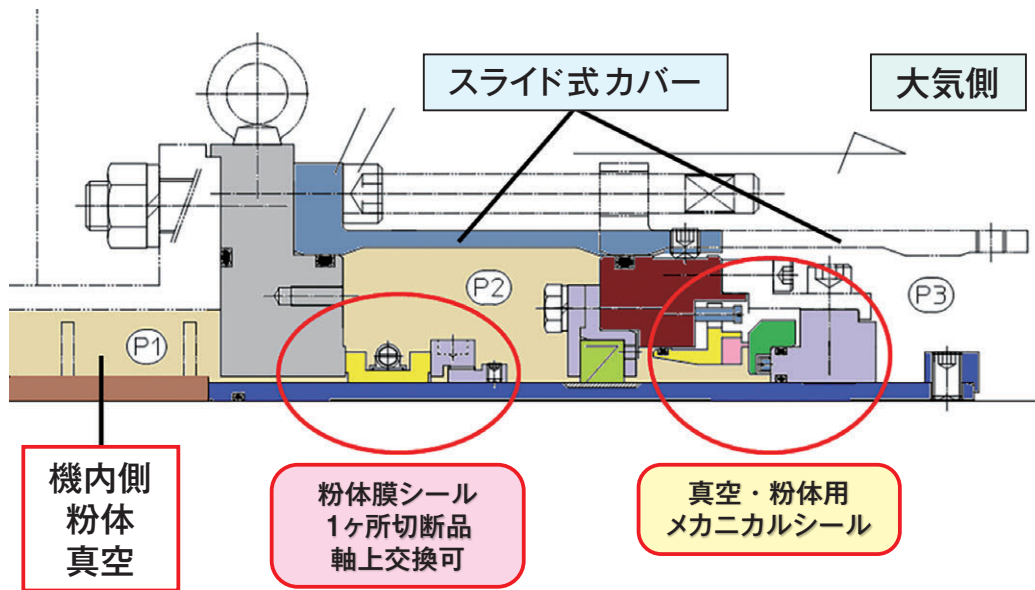 スライド式カバー
大気側
P2
P3
P1
機内側
粉体
真空
粉体膜シール
1ヶ所切断品
軸上交換可
真空・粉体用
メカニカルシール